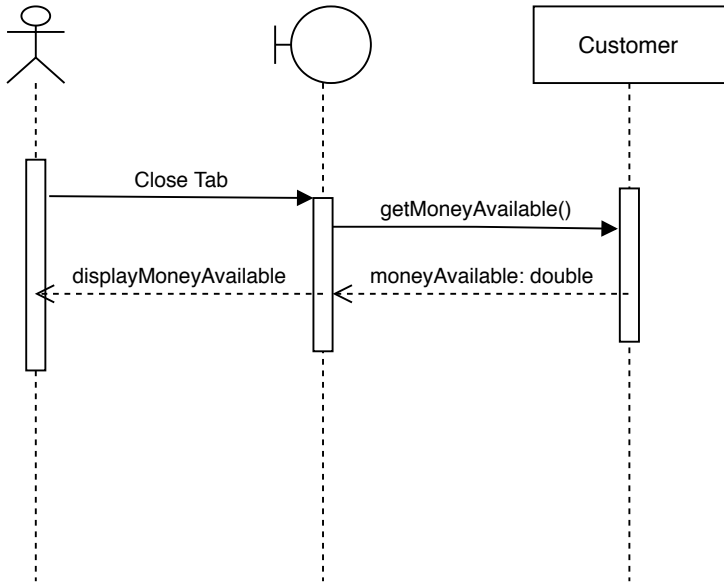 Customer
Close Tab
getMoneyAvailable()
displayMoneyAvailable
moneyAvailable: double